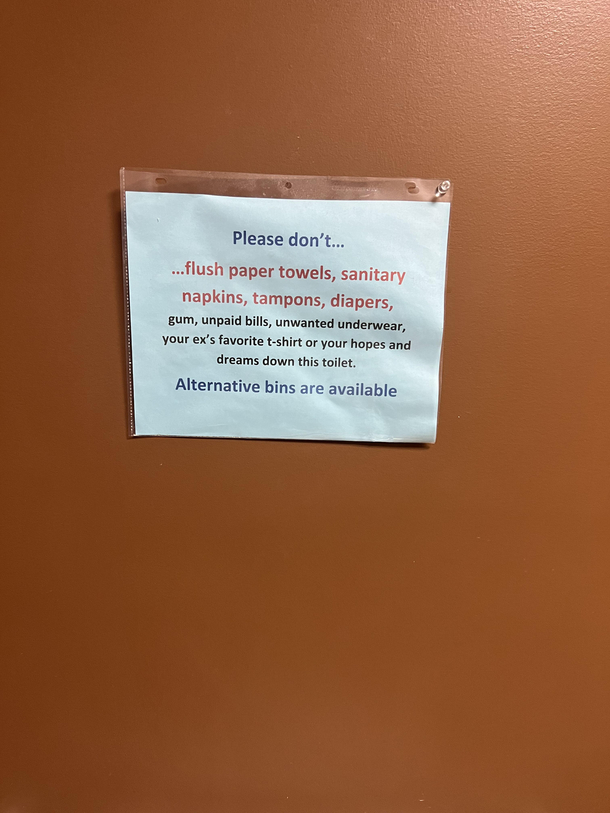 Please don't...
...flush paper towels, sanitary
napkins, tampons, diapers,
gum, unpaid bills, unwanted underwear,
your ex's favorite t-shirt or your hopes and
dreams down this toilet.
Alternative bins are available